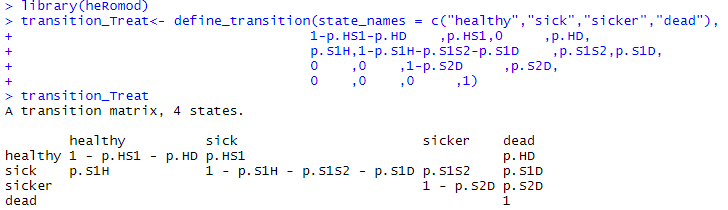 > library(heRomod)
> transition_Treat<- define_transition(state_names = c("healthy","sick","sicker","dead"),
+ 1-p.HS1-p.HD ,p.HS1,0 ,p.HD,
+ p.S1H,1-p.S1H-p.S1S2-p.S1D ,p.S1S2,p.S1D,
+ 0 ,0 ,1-p.S2D ,p.S2D,
+ 0 ,0 ,0 ,1)
> transition_Treat
A transition matrix, 4 states.
healthy sick sicker dead
healthy 1 - p.HS1 - p.HD p.HS1 p.HD
sick p.S1H 1 - p.S1H - p.S1S2 - p.S1D p.S1S2 p.S1D
sicker 1 - p.S2D p.S2D
dead 1